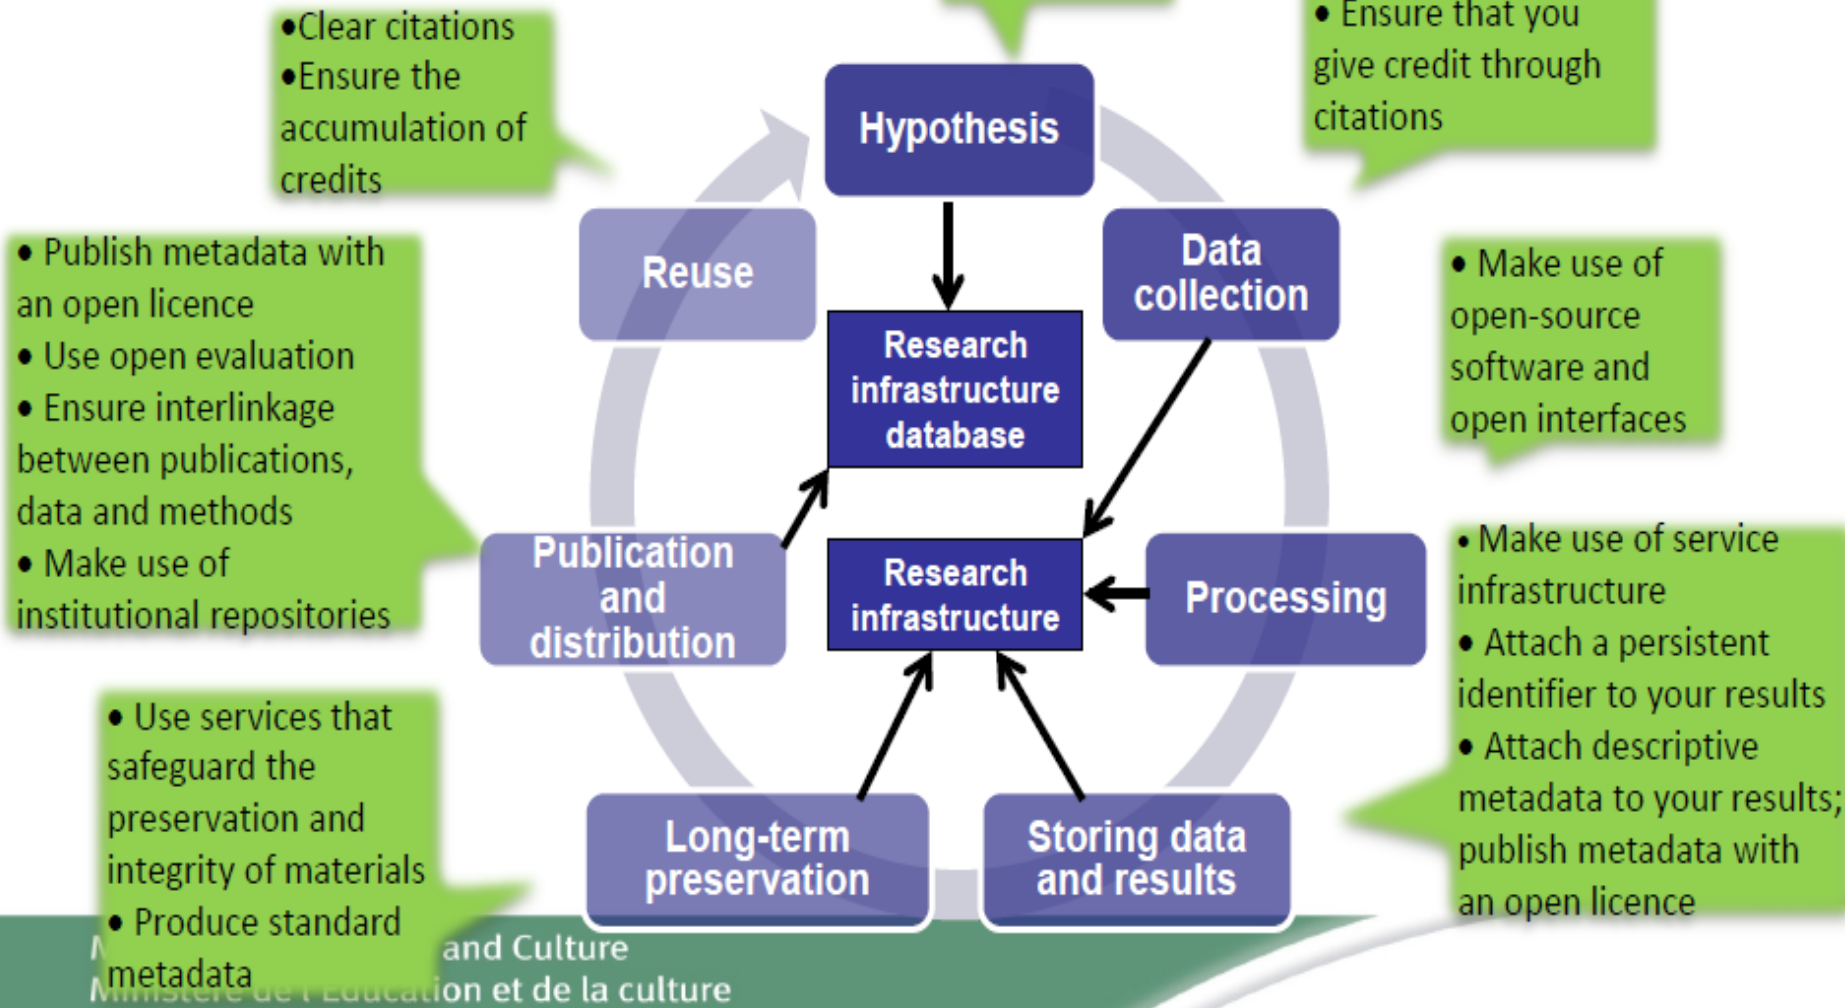 •Clear citations
•Ensure the
accumulation of
credits
• Ensure that you
give credit through
citations
Hypothesis
Reuse
Data
collection
• Publish metadata with
an open licence
• Use open evaluation
• Ensure interlinkage
between publications,
data and methods
• Make use of
institutional repositories
• Make use of
open-source
software and
open interfaces
Research
infrastructure
database
Publication
and
distribution
Research
infrastructure
Processing
• Make use of service
infrastructure
• Attach a persistent
identifier to your results
• Attach descriptive
metadata to your results;
publish metadata with
an open licence
• Use services that
safeguard the
preservation and
integrity of materials
• Produce standard
metadata
Long-term
preservation
Storing data
and results
and Culture
et de la culture